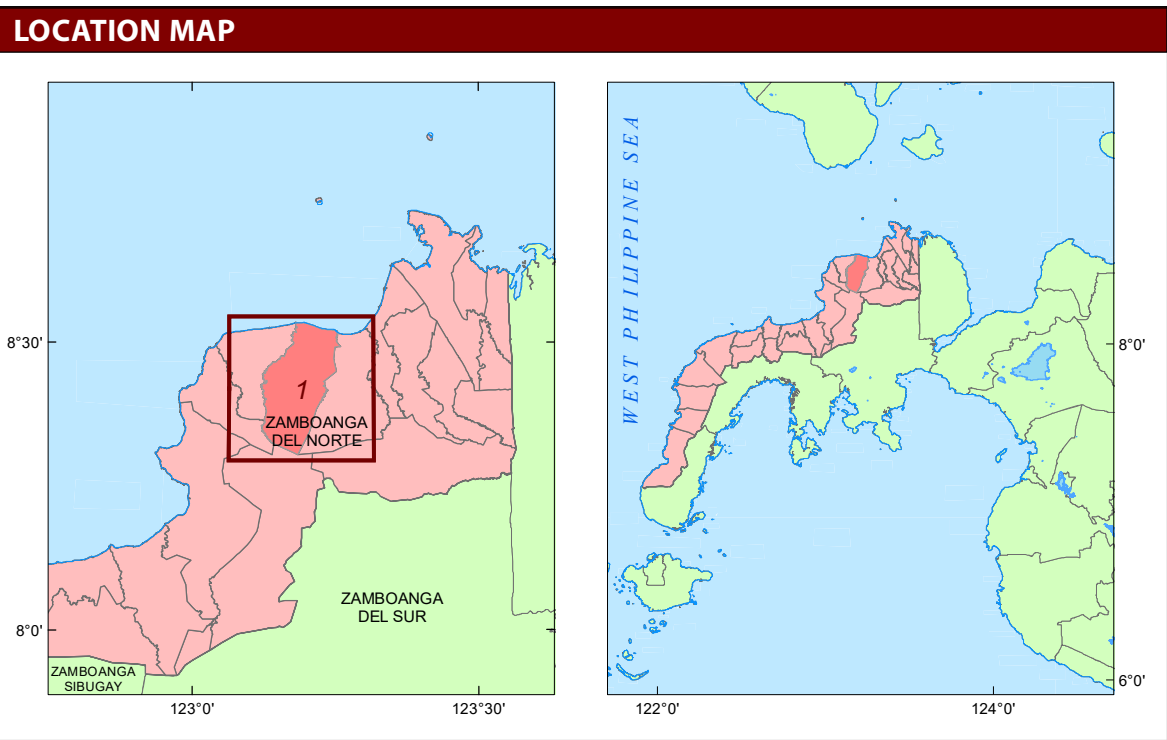 LOCATION MAP
8°30'
8°0'
123°0'
123°30'
1
ZAMBOANGA
DEL NORTE
ZAMBOANGA
DEL SUR
ZAMBOANGA
SIBUGAY
WEST PHILIPPINE SEA
8°0'
6°0'
122°0'
124°0'